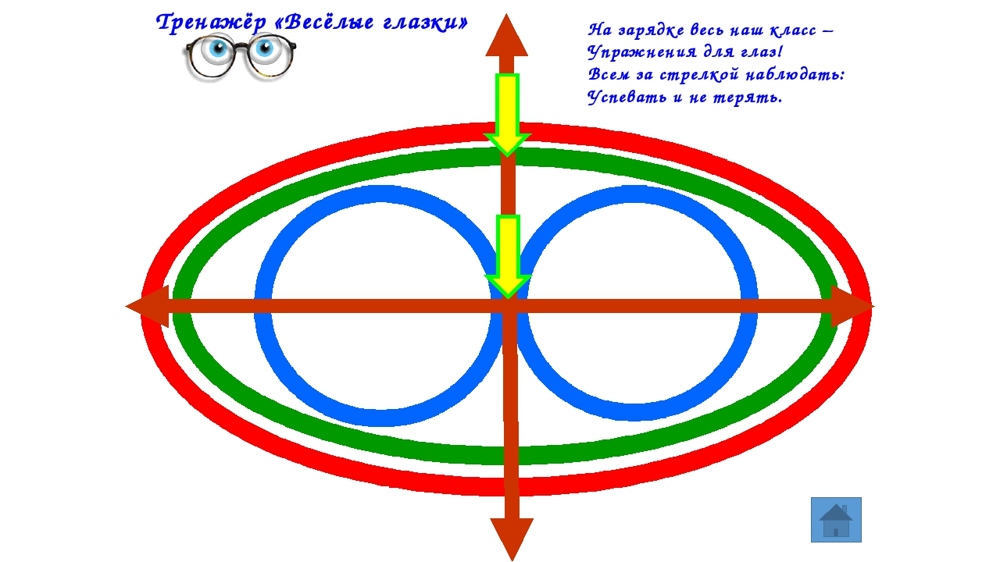 Тренажёр «Весёлые глазки»
На зарядке весь наш класс –
Упражнения для глаз!
Всем за стрелкой наблюдать:
Успевать и не терять.